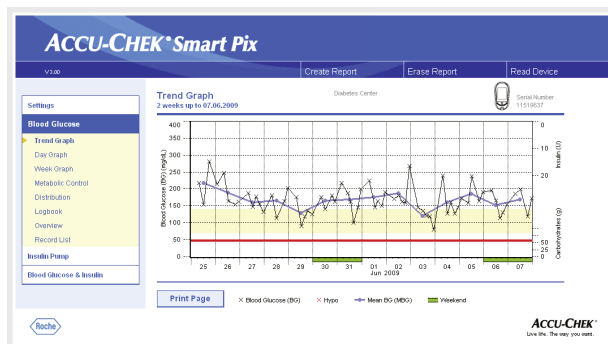 ACCU-CHEK® Smart Pix
V 3.00
Create Report
Erase Report
Read Device
Settings
Blood Glucose
Trend Graph
Day Graph
Week Graph
Metabolic Control
Distribution
Logbook
Overview
Record List
Insulin Pump
Blood Glucose & Insulin
Trend Graph
2 weeks up to 07.06.2009
Diabetes Center
Serial Number
11519637
Blood Glucose (BG) (mg/dL)
400
350
300
250
200
150
100
50
0
Insulin (U)
0
10
20
Carbohydrates (g)
50
25
0
25 26 27 28 29 30 31 01 02 03 04 05 06 07
Jun 2009
Print Page
Blood Glucose (BG)
Hypo
Mean BG (MBG)
Weekend
Roche
ACCU-CHEK®
Live life. The way you want.